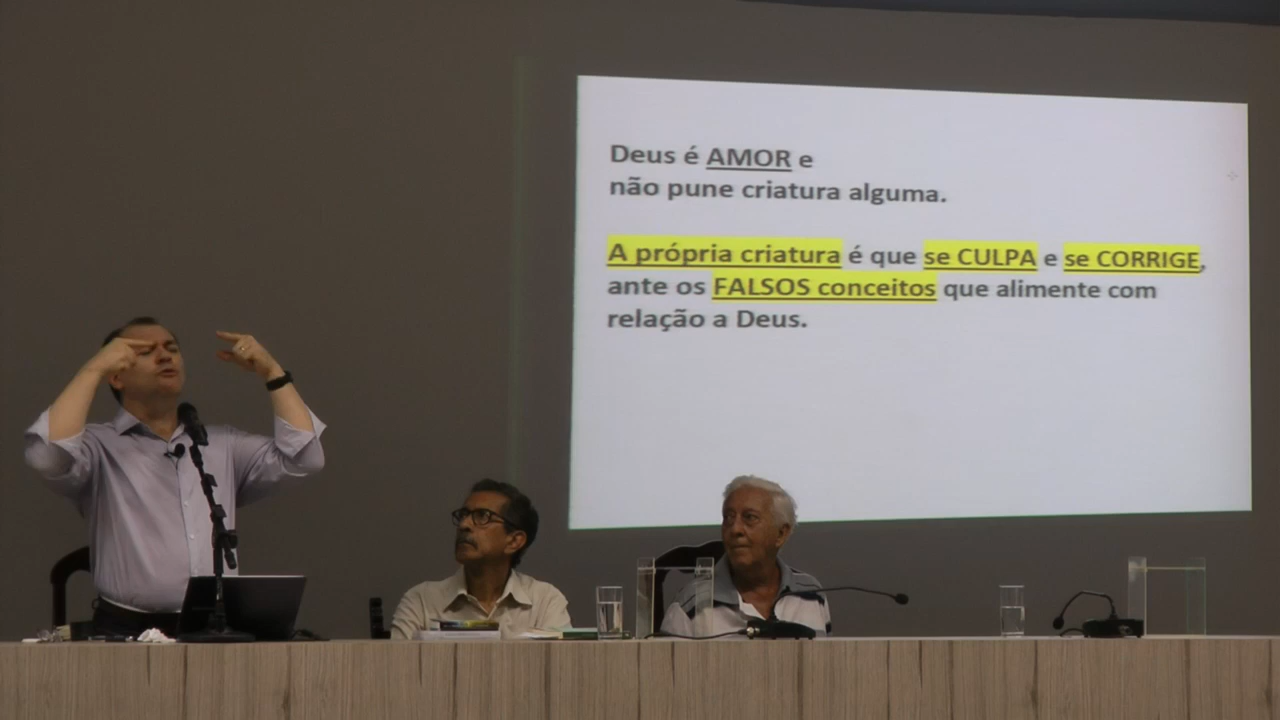 Deus é AMOR e
não pune criatura alguma.
A própria criatura é que se CULPA e se CORRIGE,
ante os FALSOS conceitos que alimente com
relação a Deus.